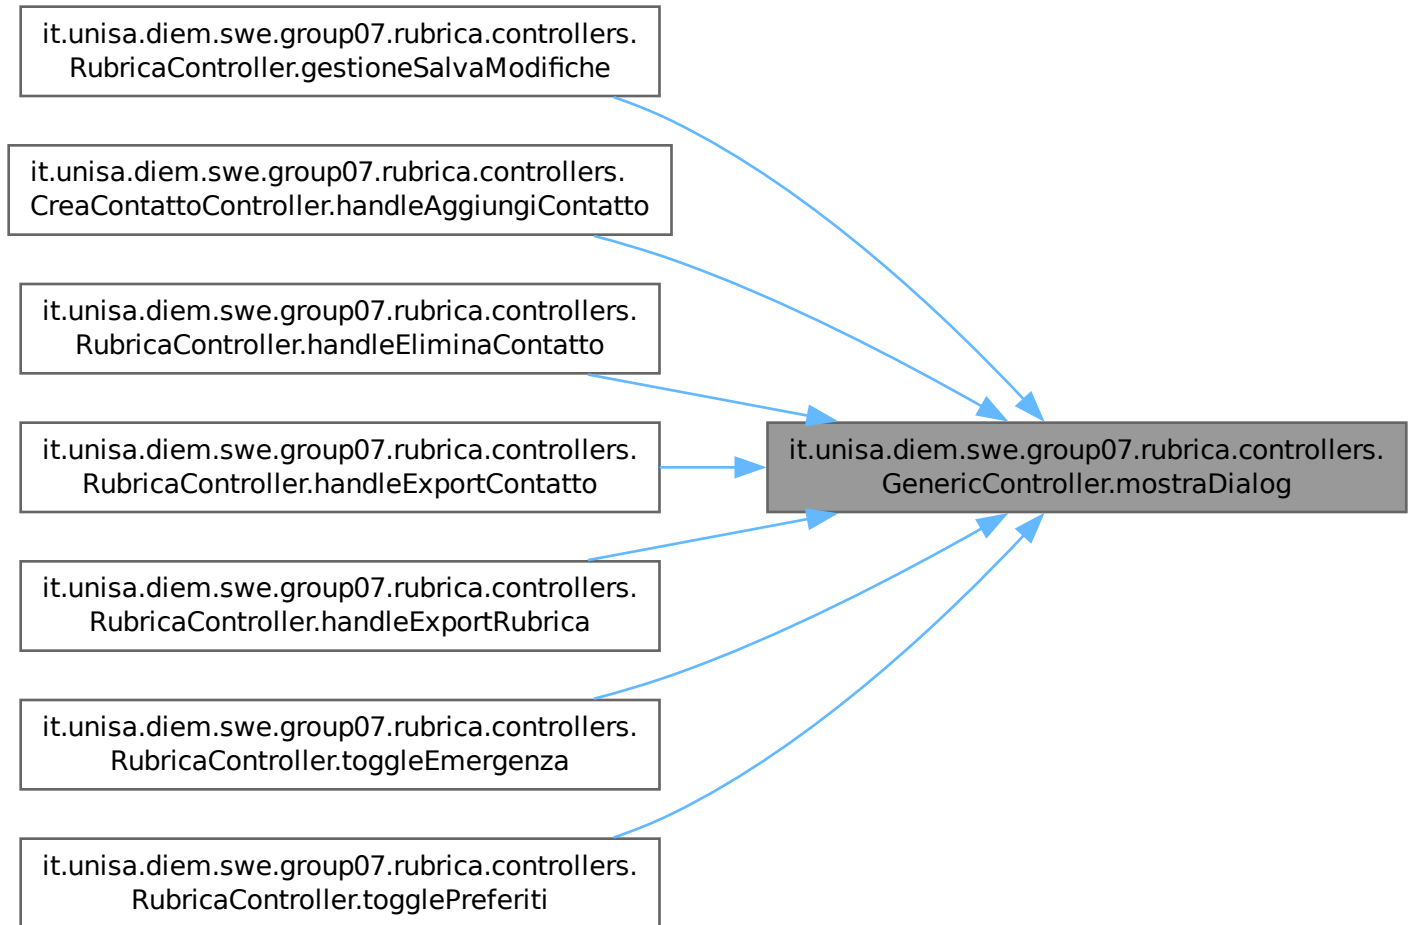 it.unisa.diem.swe.group07.rubrica.controllers.
RubricaController.gestioneSalvaModifiche
it.unisa.diem.swe.group07.rubrica.controllers.
CreaContattoController.handleAggiungiContatto
it.unisa.diem.swe.group07.rubrica.controllers.
RubricaController.handleEliminaContatto
it.unisa.diem.swe.group07.rubrica.controllers.
RubricaController.handleExportContatto
it.unisa.diem.swe.group07.rubrica.controllers.
GenericController.mostraDialog
it.unisa.diem.swe.group07.rubrica.controllers.
RubricaController.handleExportRubrica
it.unisa.diem.swe.group07.rubrica.controllers.
RubricaController.toggleEmergenza
it.unisa.diem.swe.group07.rubrica.controllers.
RubricaController.togglePreferiti